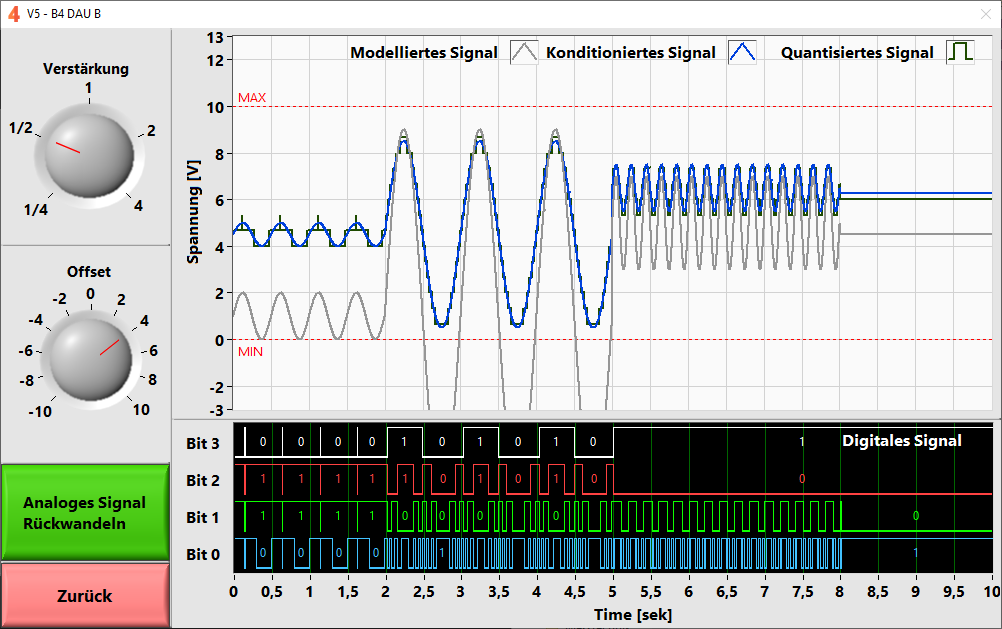 4 V5 - B4 DAU B
Verstärkung
1
1/2
2
1/4
4
Offset
-2 0 2
-4 4
-6 6
-8 8
-10 10
Analoges Signal
Rückwandeln
Zurück
Modelliertes Signal Konditioniertes Signal Quantisiertes Signal
Spannung [V]
13
12
10
8
6
4
2
0
-2
-3
MAX
MIN
Bit 3 0 0 0 0 1 0 1 0 1 0 1 Digitales Signal
Bit 2 1 1 1 1 1 0 1 0 1 0 0
Bit 1 1 1 1 1 0 0 0 0 0
Bit 0 0 0 0 0 1 1
0 0,5 1 1,5 2 2,5 3 3,5 4 4,5 5 5,5 6 6,5 7 7,5 8 8,5 9 9,5 10
Time [sek]